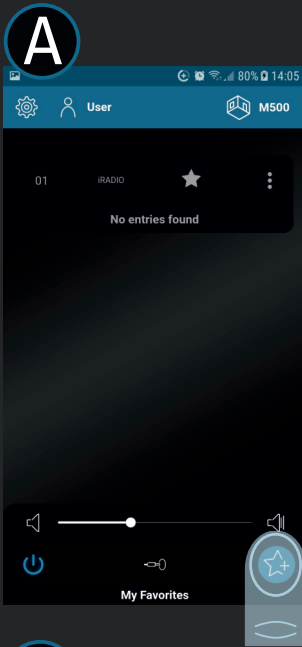 A
80% 14:05
User M500
01 iRADIO
No entries found
My Favorites